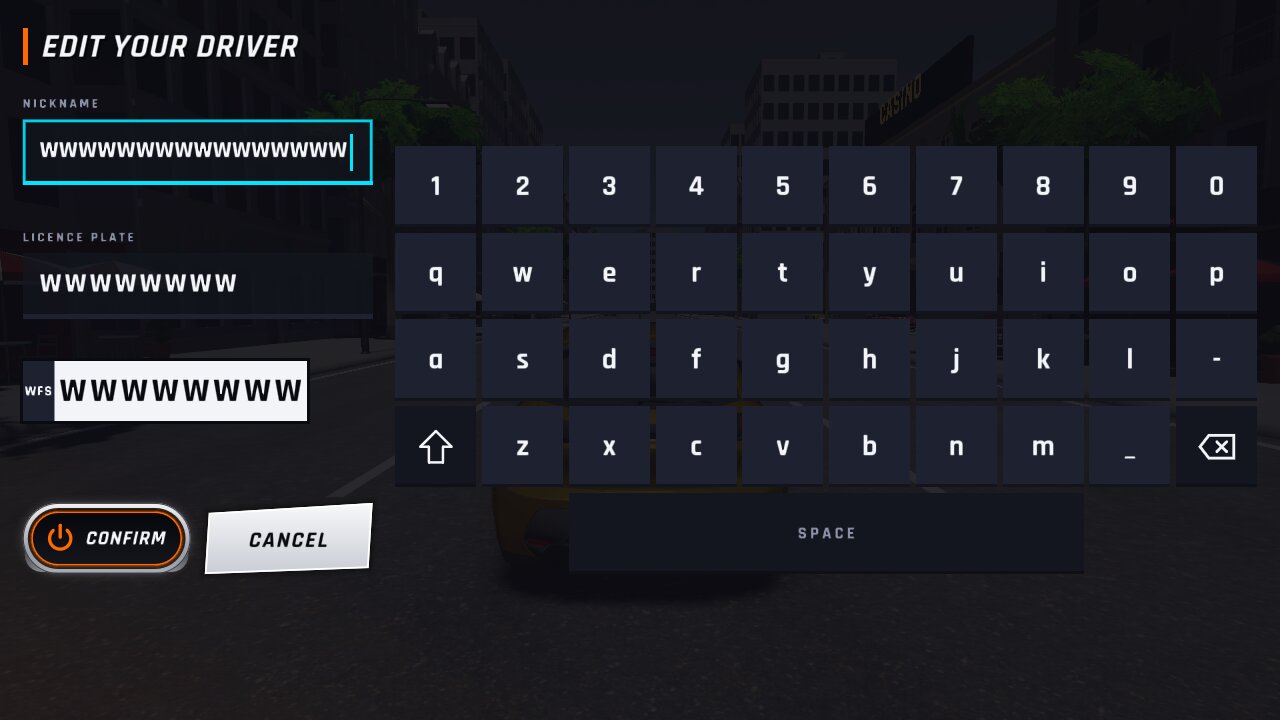 EDIT YOUR DRIVER
NICKNAME
WWWWWWWWWWWWWWWW
LICENCE PLATE
WWWWWWWW
WFS WWWWWWWW
CONFIRM
CANCEL
CASINO
1 2 3 4 5 6 7 8 9 0
q w e r t y u i o p
a s d f g h j k l -
z x c v b n m _
SPACE